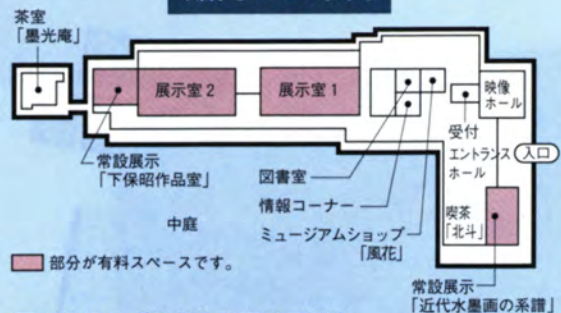 茶室
「墨光庵」
展示室2
展示室1
映像
ホール
受付
エントランス
ホール
入口
常設展示
「下保昭作品室」
図書室
情報コーナー
ミュージアムショップ
「風花」
中庭
喫茶
「北斗」
部分が有料スペースです。
常設展示
「近代水墨画の系譜」